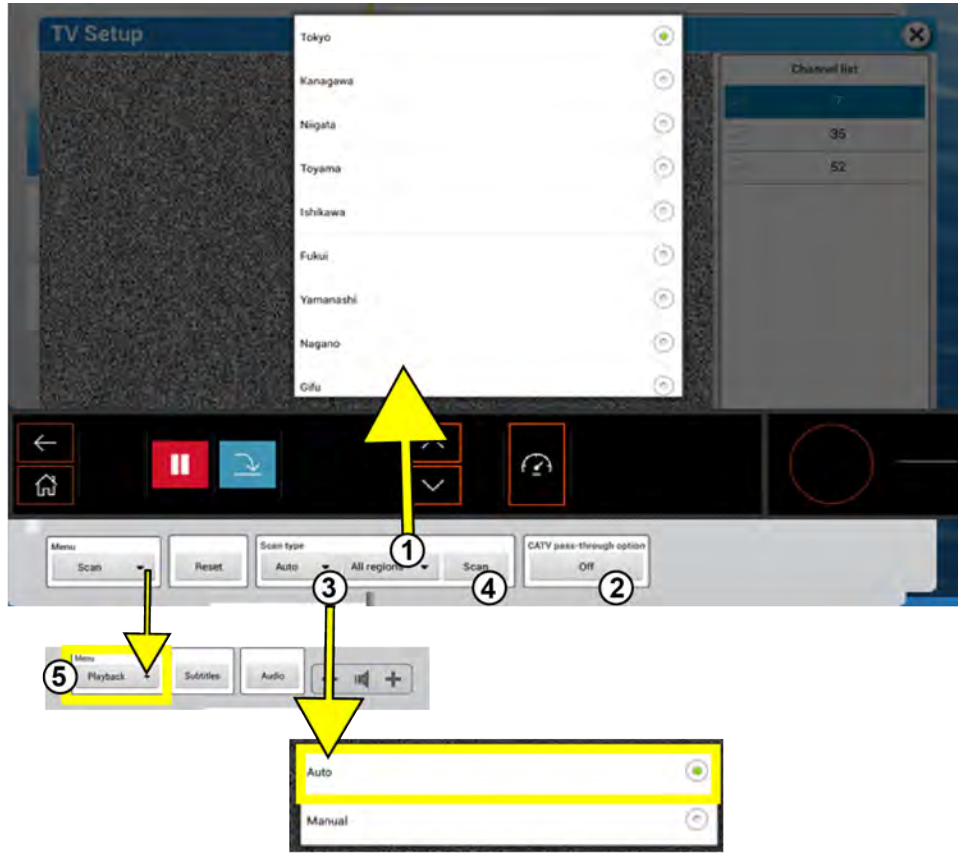 TV Setup
Tokyo
Kanagawa
Niigata
Toyama
Ishikawa
Fukui
Yamanashi
Nagano
Gifu
Channel list
7
35
52
1
Menu
Scan
Reset
Scan type
Auto
All regions
Scan
CATV pass-through option
Off
3
4
2
5
Menu
Playback
Subtitles
Audio
Auto
Manual